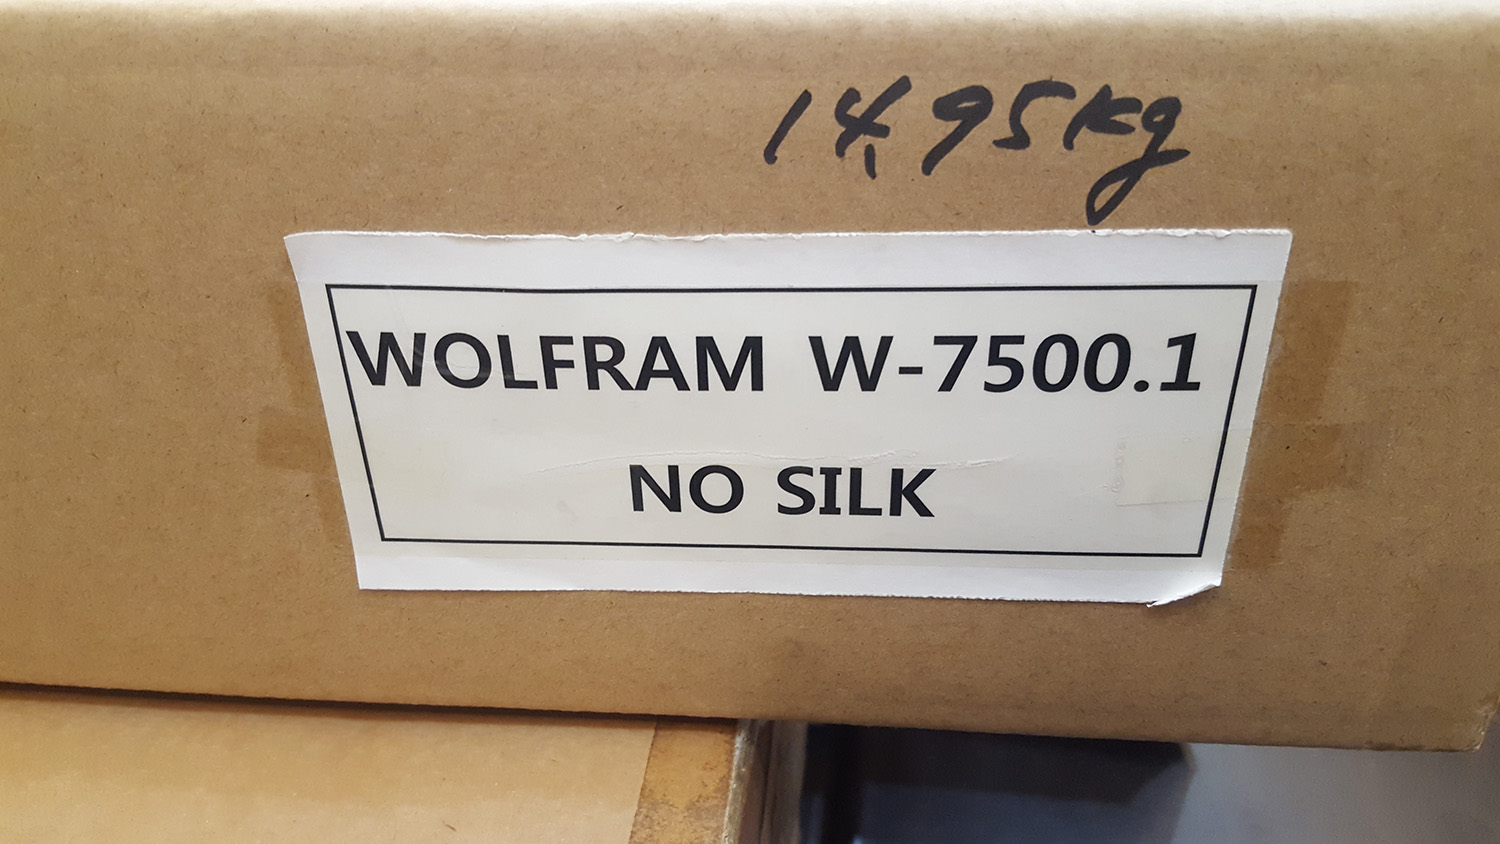 14,95kg
WOLFRAM W-7500.1
NO SILK